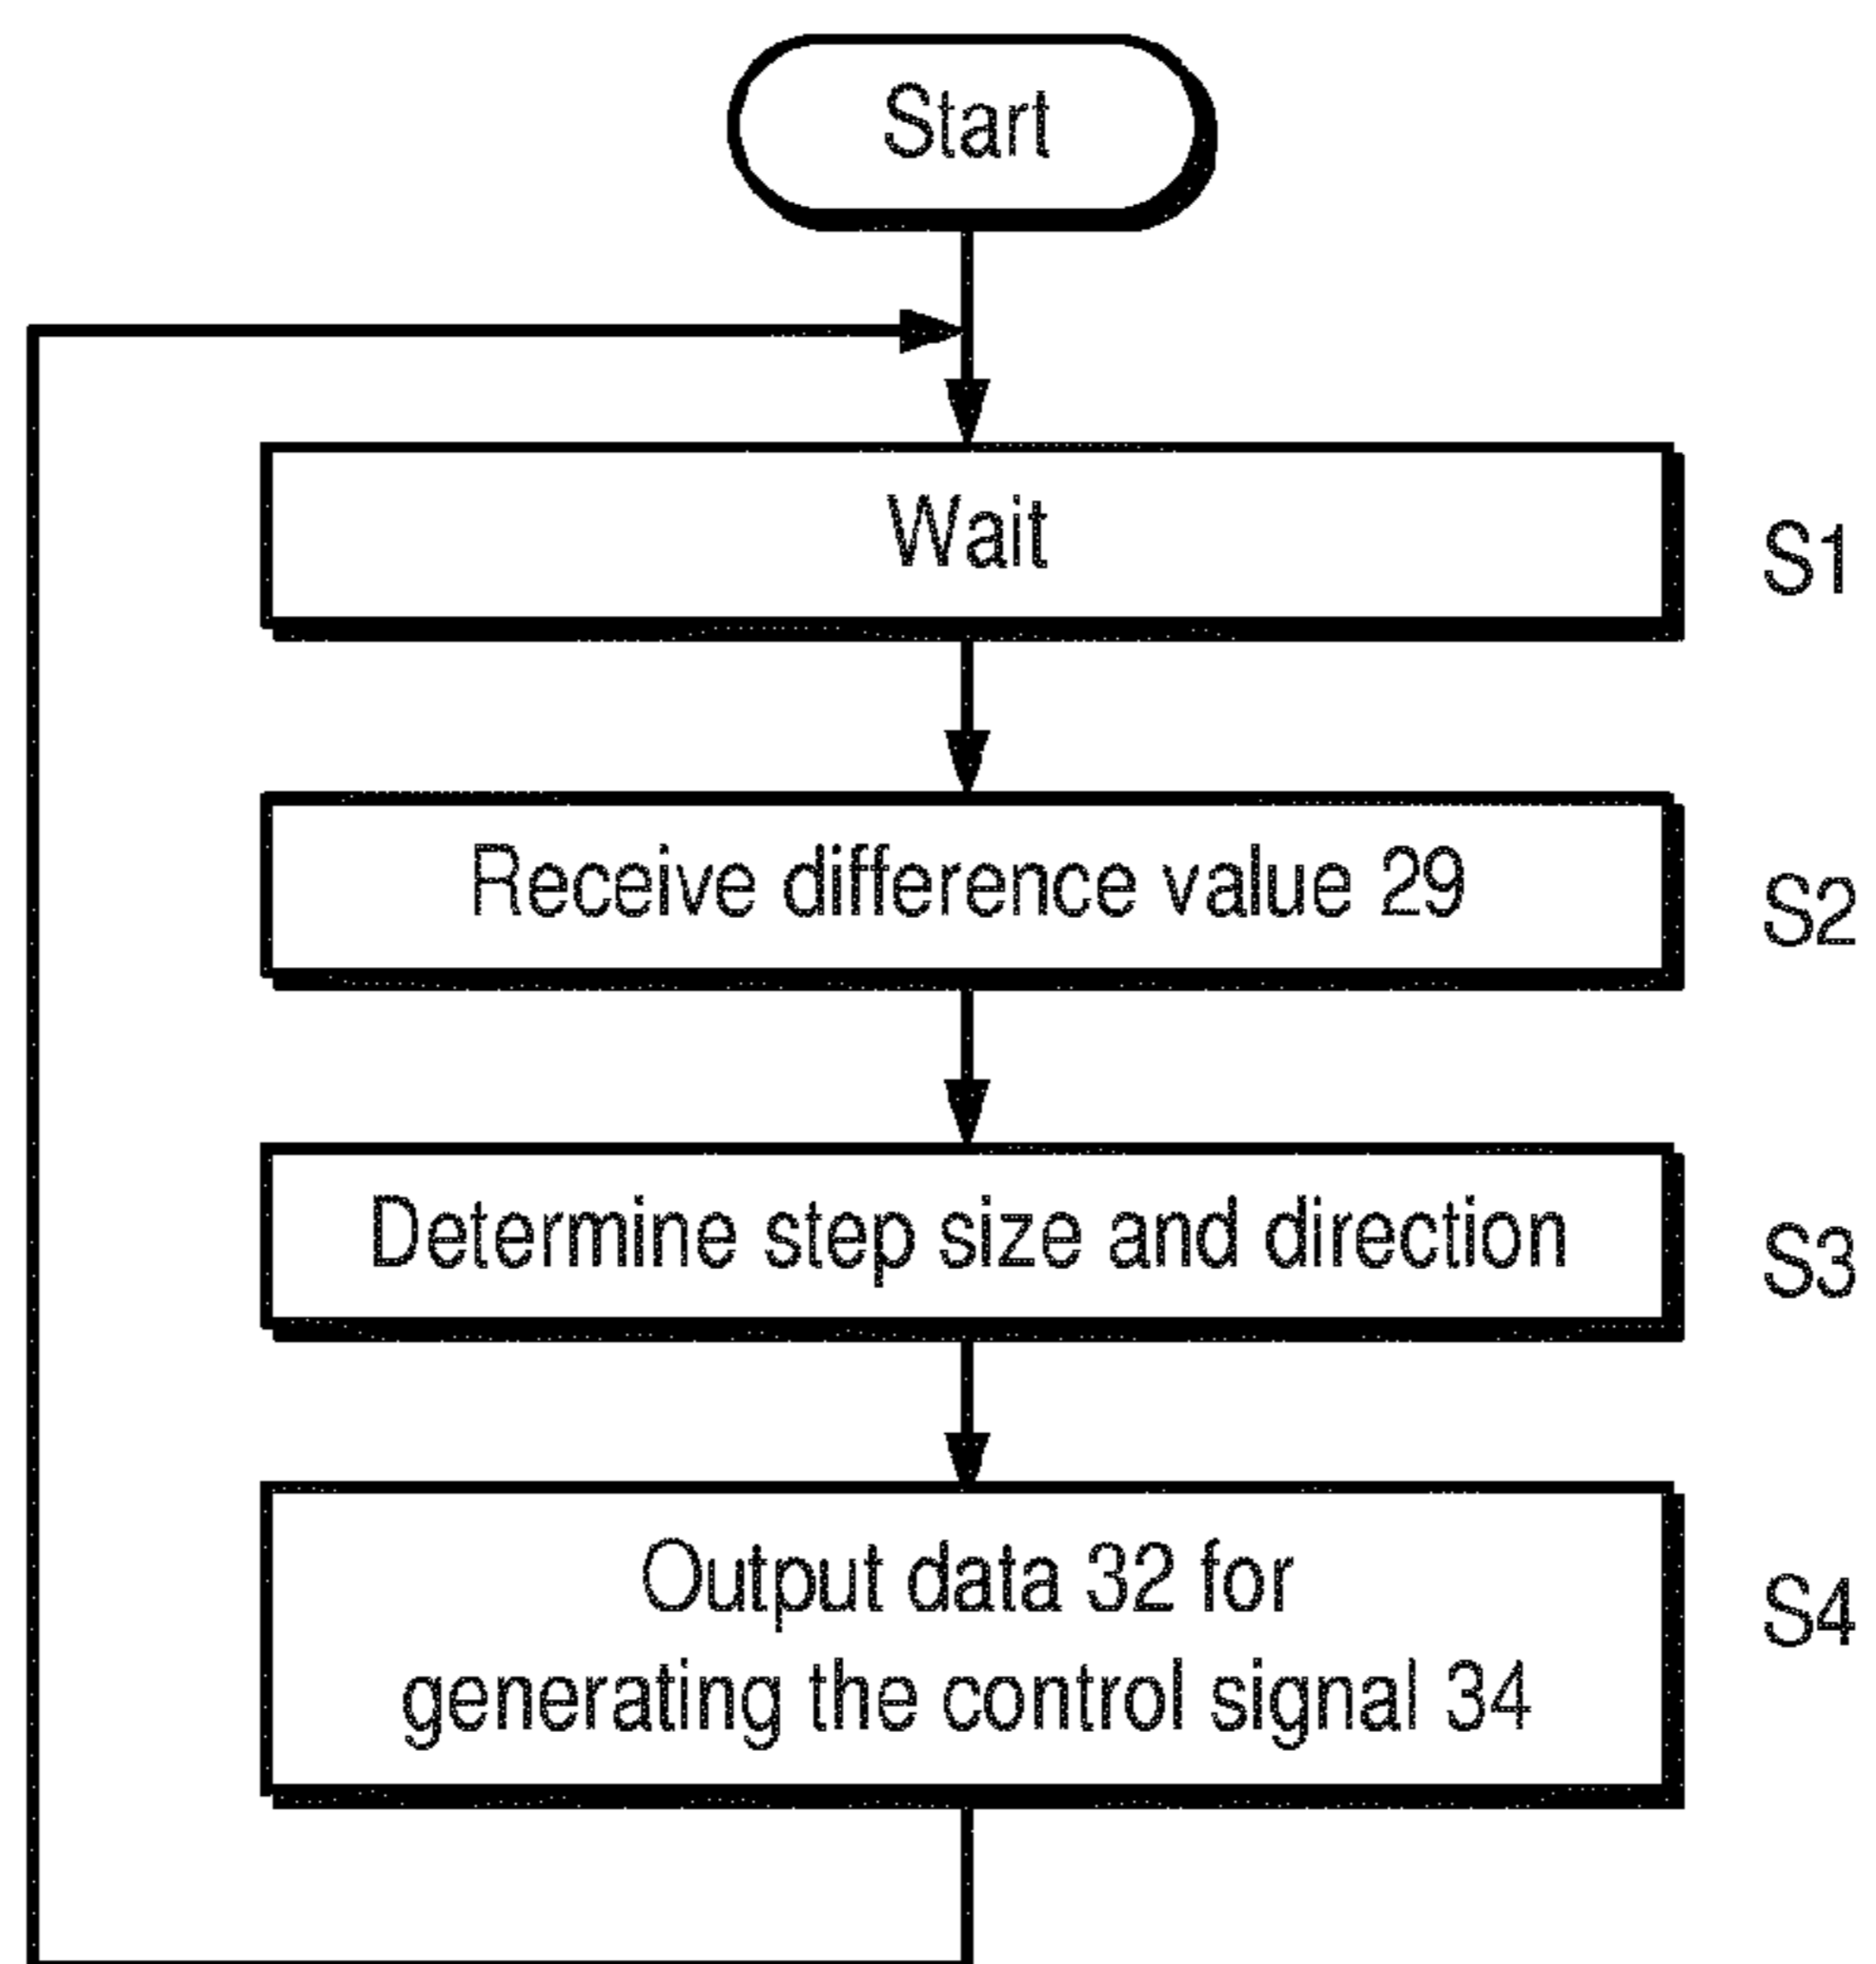 Start
Wait
S1
Receive difference value 29
S2
Determine step size and direction
S3
Output data 32 for
generating the control signal 34
S4